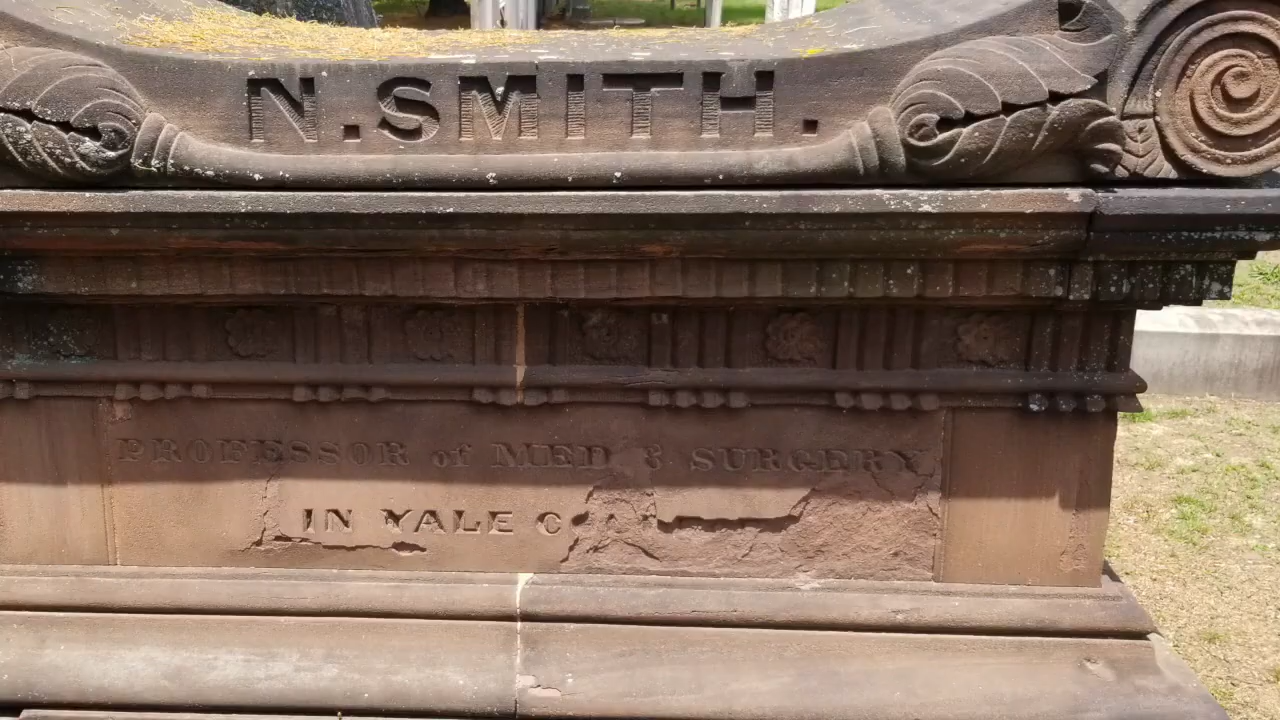 N. SMITH.
PROFESSOR of MED & SURGERY
IN YALE